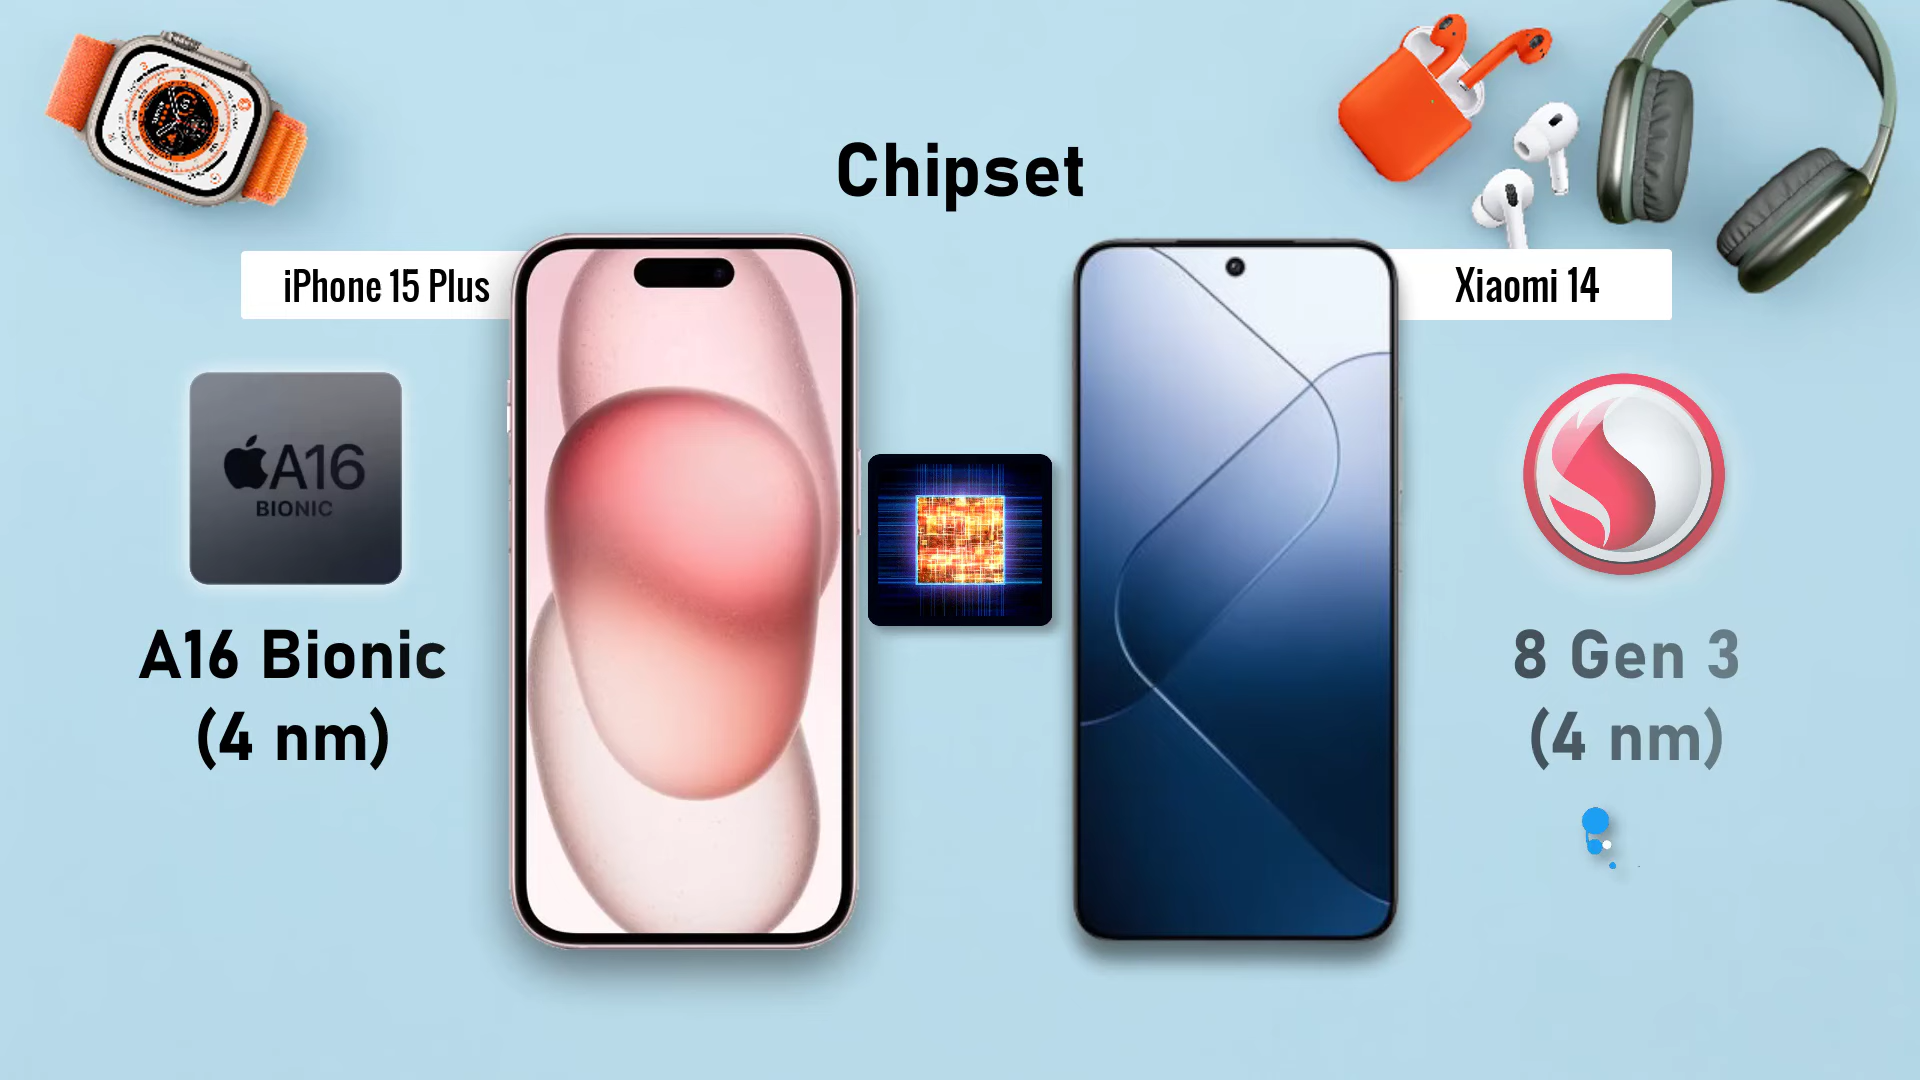 Chipset
iPhone 15 Plus
Xiaomi 14
A16
BIONIC
A16 Bionic
(4 nm)
8 Gen 3
(4 nm)